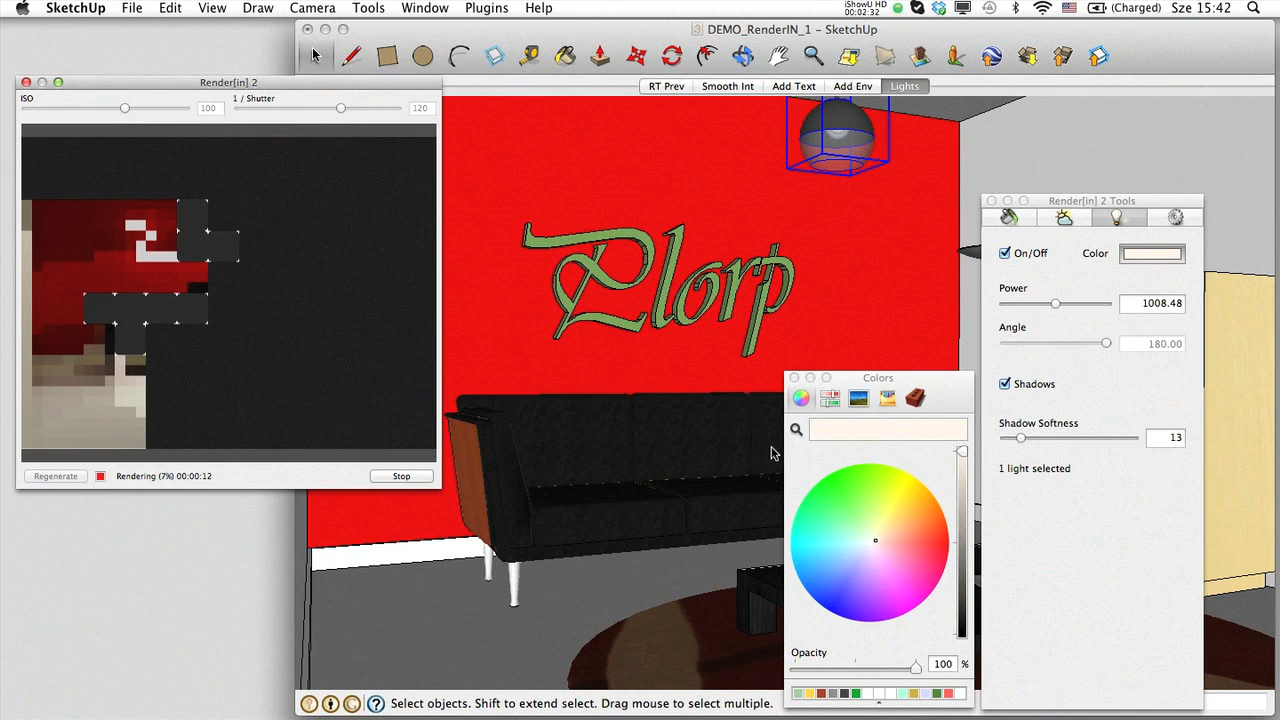 SketchUp File Edit View Draw Camera Tools Window Plugins Help
iShowU HD
00:02:32
(Charged) Sze 15:42
DEMO_RenderIN_1 – SketchUp
RT Prev Smooth Int Add Text Add Env Lights
Render[in] 2
ISO 100 1 / Shutter 120
Regenerate Rendering (7%) 00:00:12 Stop
Plorp
Colors
Opacity
100 %
Render[in] 2 Tools
On/Off Color
Power
1008.48
Angle
180.00
Shadows
Shadow Softness
13
1 light selected
Select objects. Shift to extend select. Drag mouse to select multiple.